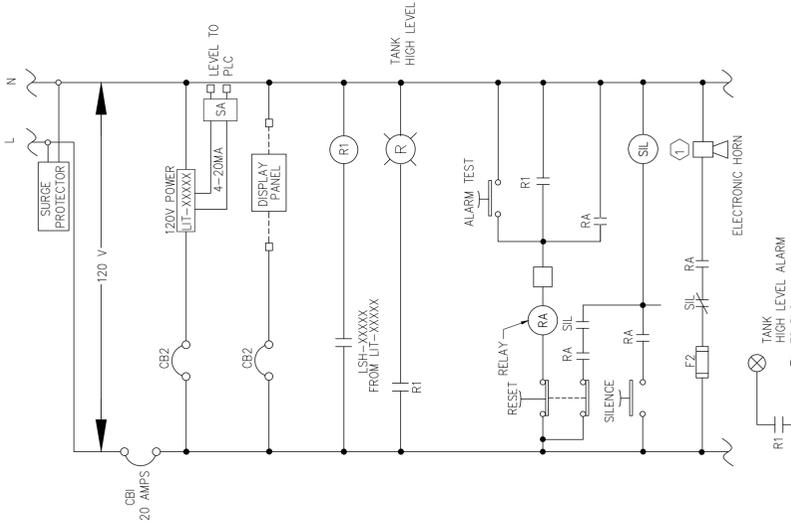 L
N
SURGE
PROTECTOR
120 V
CBI
20 AMPS
CB2
120V POWER
LIT-XXXXX
4-20MA
SA
LEVEL TO
PLC
CB2
DISPLAY
PANEL
LSH-XXXXX
FROM LIT-XXXXX
R1
R1
R
TANK
HIGH LEVEL
ALARM TEST
RESET
RELAY
RA
R1
RA
SIL
RA
SILENCE
RA
SIL
F2
SIL
RA
1
ELECTRONIC HORN
R1
TANK
HIGH LEVEL ALARM